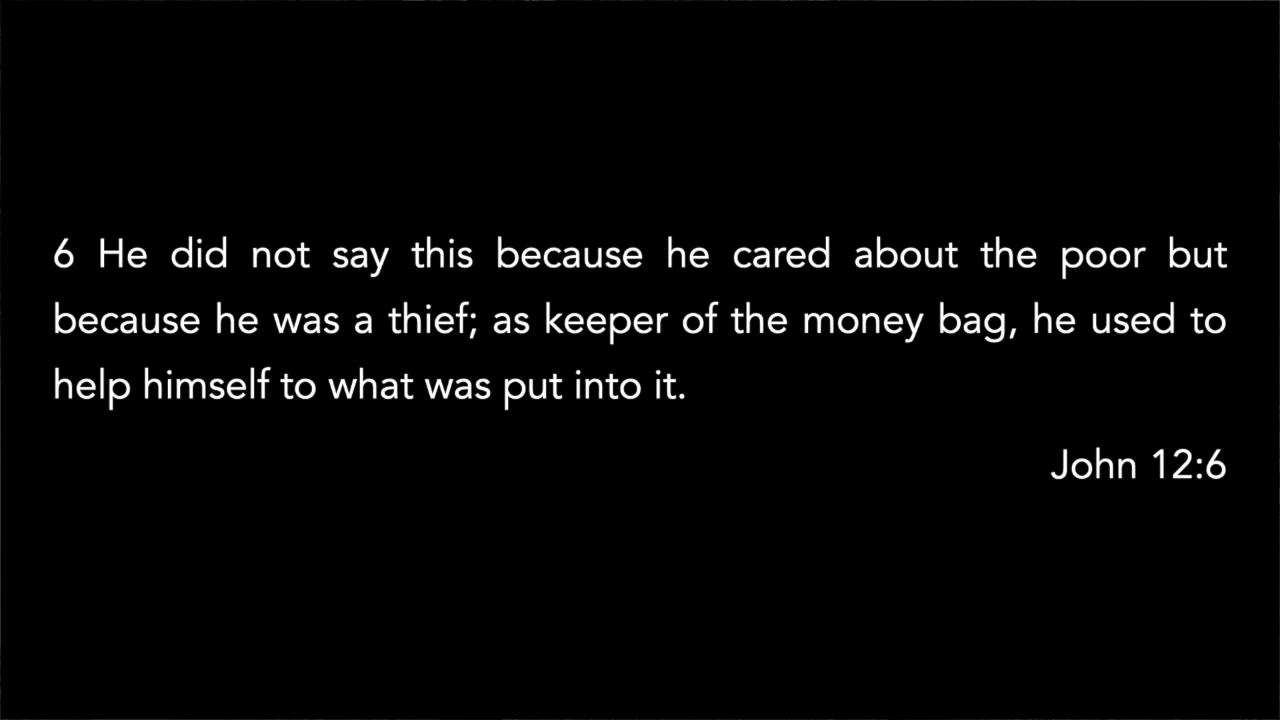 6 He did not say this because he cared about the poor but
because he was a thief; as keeper of the money bag, he used to
help himself to what was put into it.
John 12:6